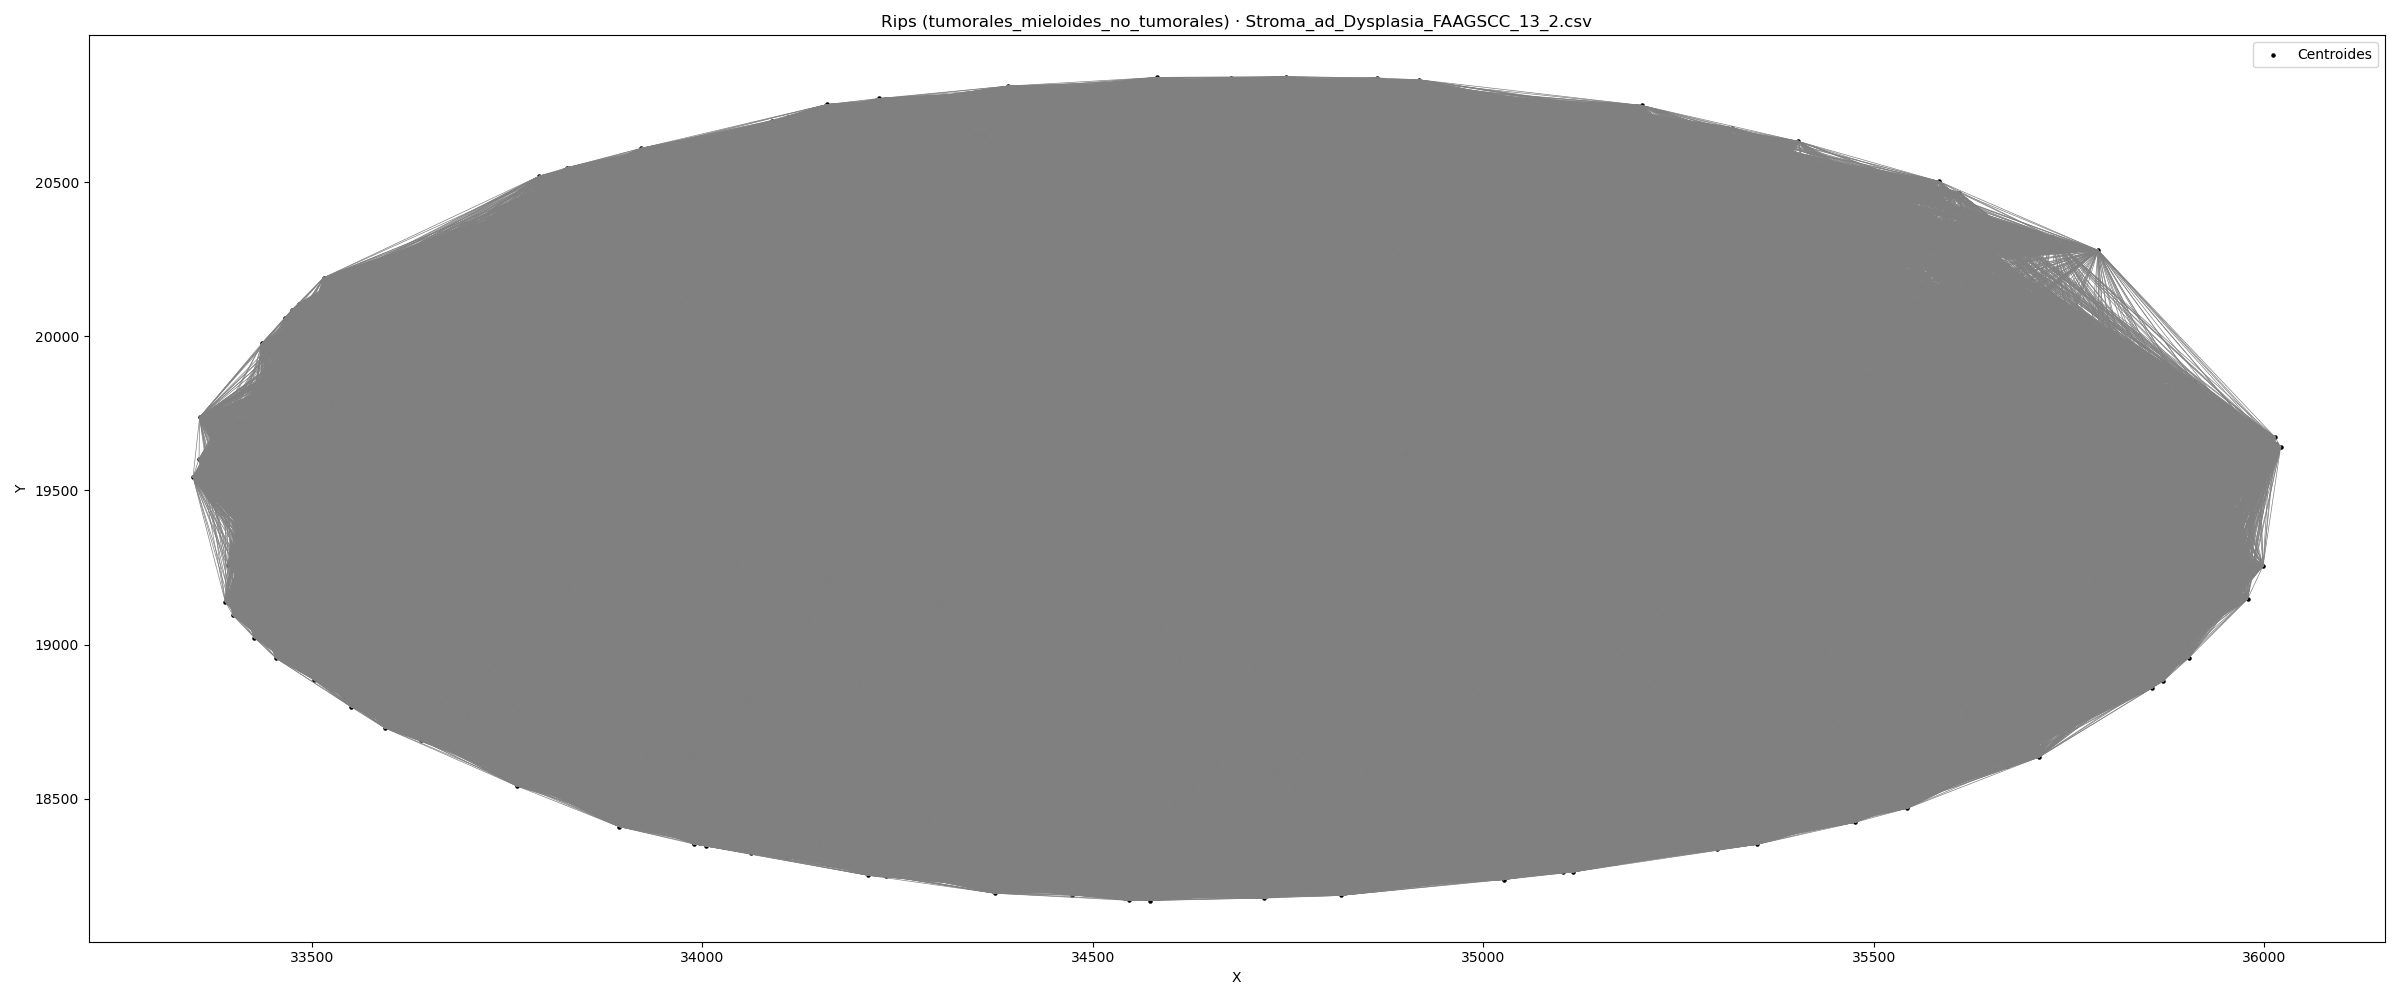 Rips (tumorales_mieloides_no_tumorales) · Stroma_ad_Dysplasia_FAAGSCC_13_2.csv
Centroides
20500
20000
Y
19500
19000
18500
33500 34000 34500 35000 35500 36000
X